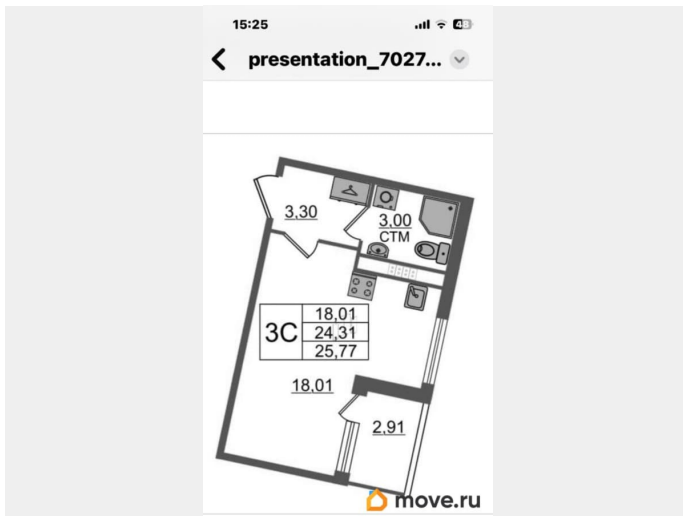 15:25
48
presentation_7027...
3,30
3,00
СТМ
3С
18,01
24,31
25,77
18,01
2,91
move.ru